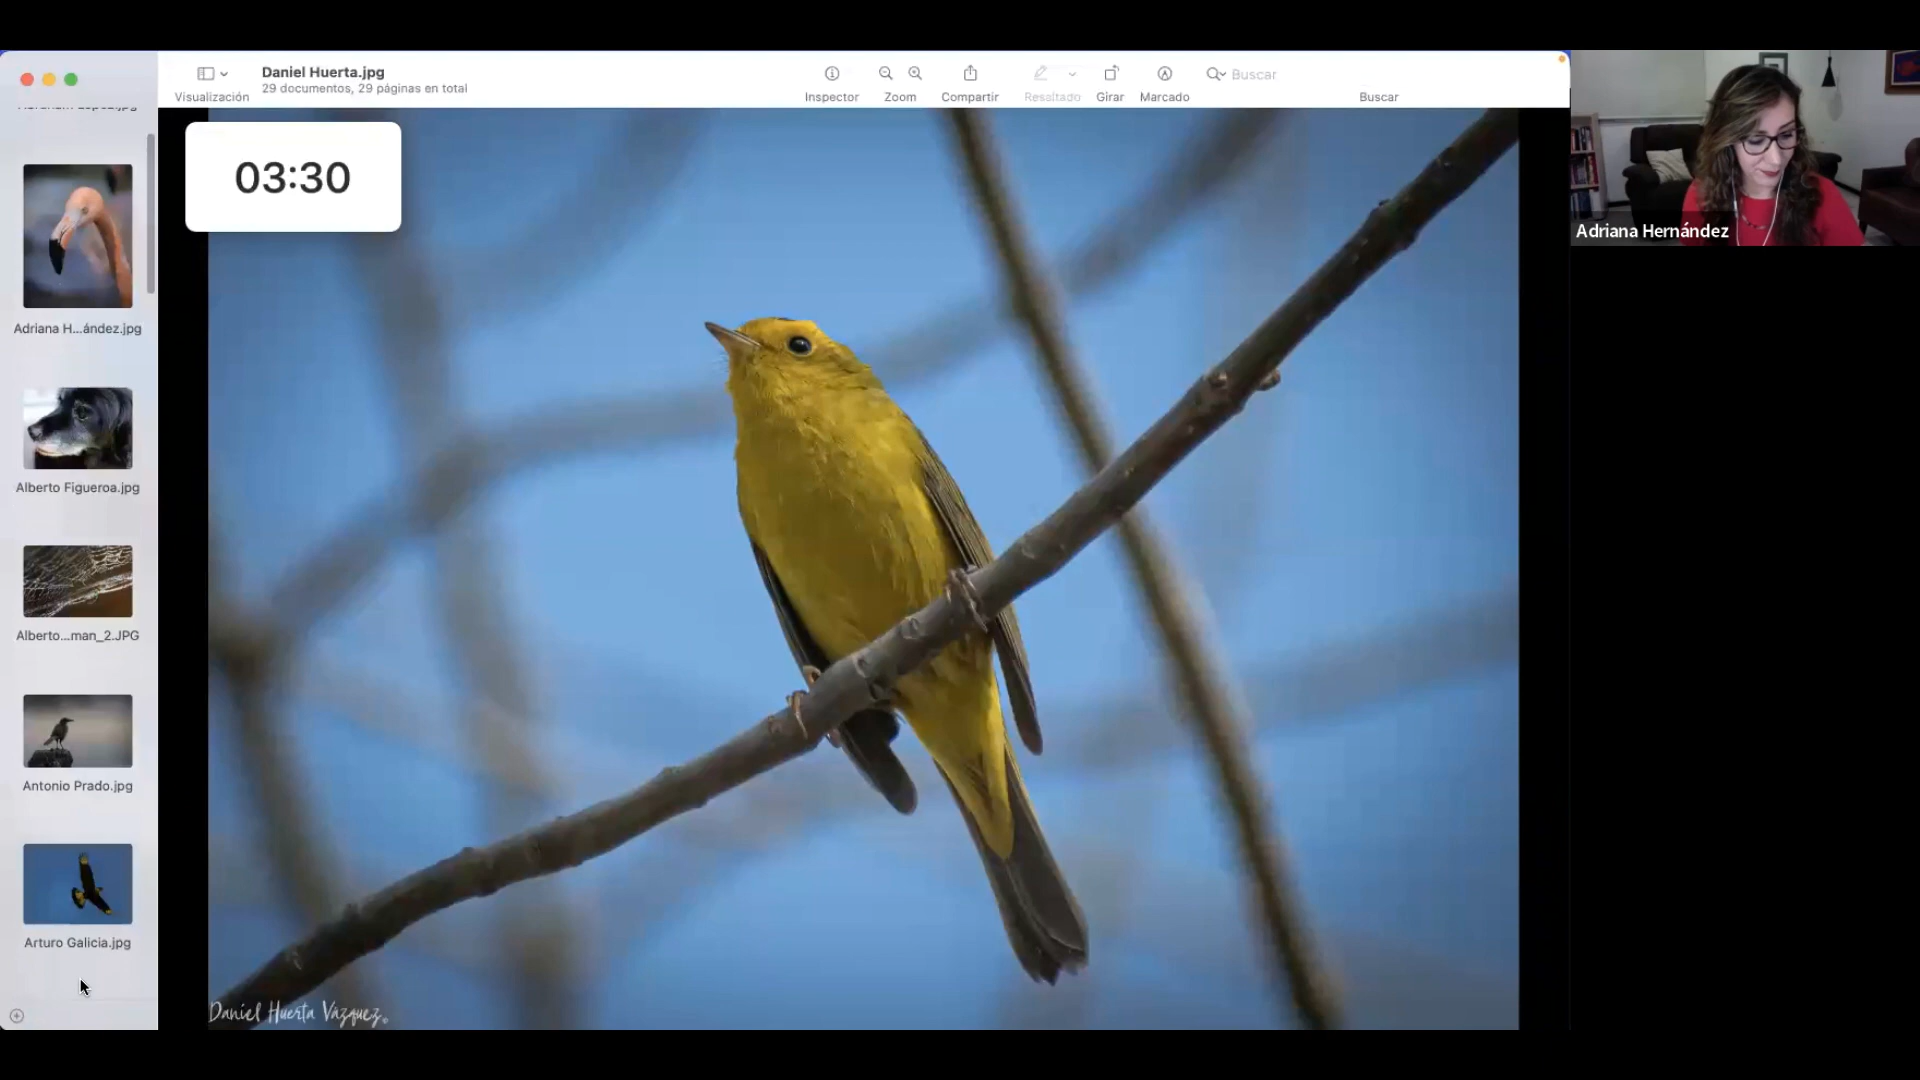 Daniel Huerta.jpg
29 documentos, 29 páginas en total
Visualización
Inspector
Zoom
Compartir
Resaltado
Girar
Marcado
Buscar
Buscar
03:30
Adriana H...ández.jpg
Alberto Figueroa.jpg
Alberto...man_2.JPG
Antonio Prado.jpg
Arturo Galicia.jpg
Daniel Huerta Vázquez
Adriana Hernández